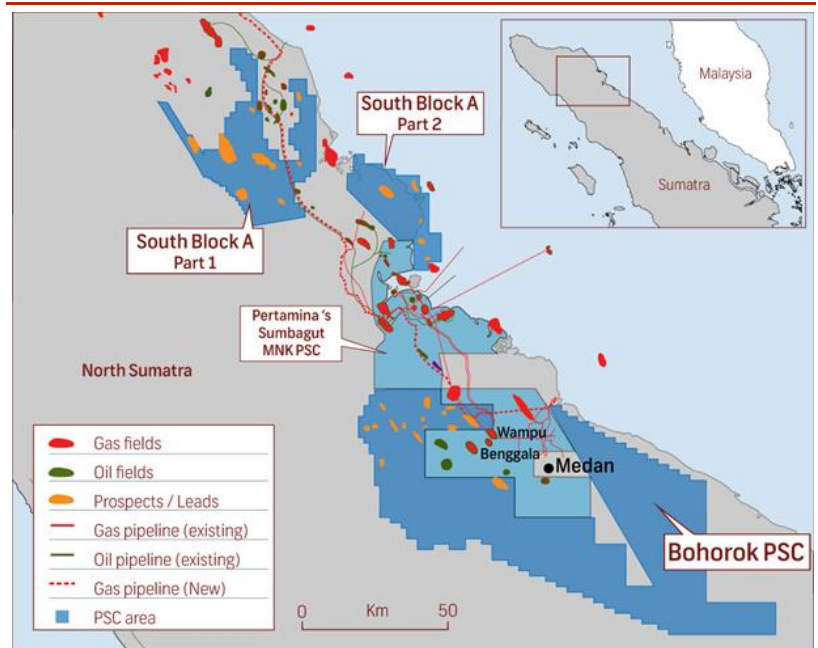 Malaysia
Sumatra
South Block A
Part 2
South Block A
Part 1
Pertamina 's
Sumbagut
MNK PSC
North Sumatra
Wampu
Benggala
Medan
Bohorok PSC
Gas fields
Oil fields
Prospects / Leads
Gas pipeline (existing)
Oil pipeline (existing)
Gas pipeline (New)
PSC area
Km
0 50